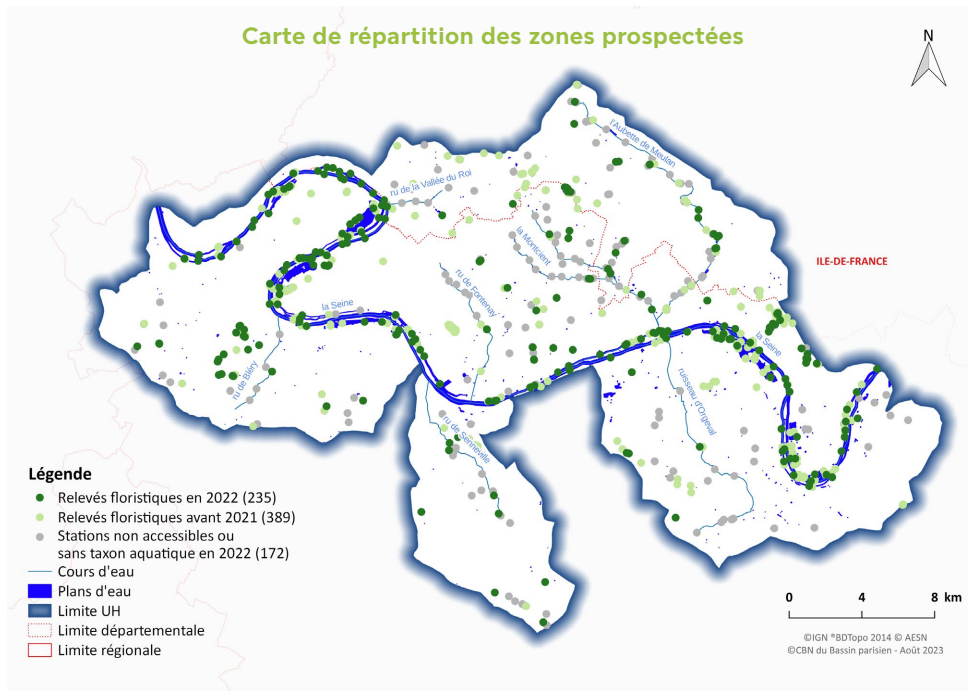 Carte de répartition des zones prospectées
N
l'Aubette de Meulan
ru de la Vallée du Roi
la Montcient
ILE-DE-FRANCE
ru de Fontenay
la Seine
la Seine
ru de Bléry
ruisseau d'Orgeval
ru de Senneville
Légende
Relevés floristiques en 2022 (235)
Relevés floristiques avant 2021 (389)
Stations non accessibles ou
sans taxon aquatique en 2022 (172)
Cours d'eau
Plans d'eau
Limite UH
Limite départementale
Limite régionale
0 4 8 km
©IGN ®BDTopo 2014 © AESN
©CBN du Bassin parisien - Août 2023